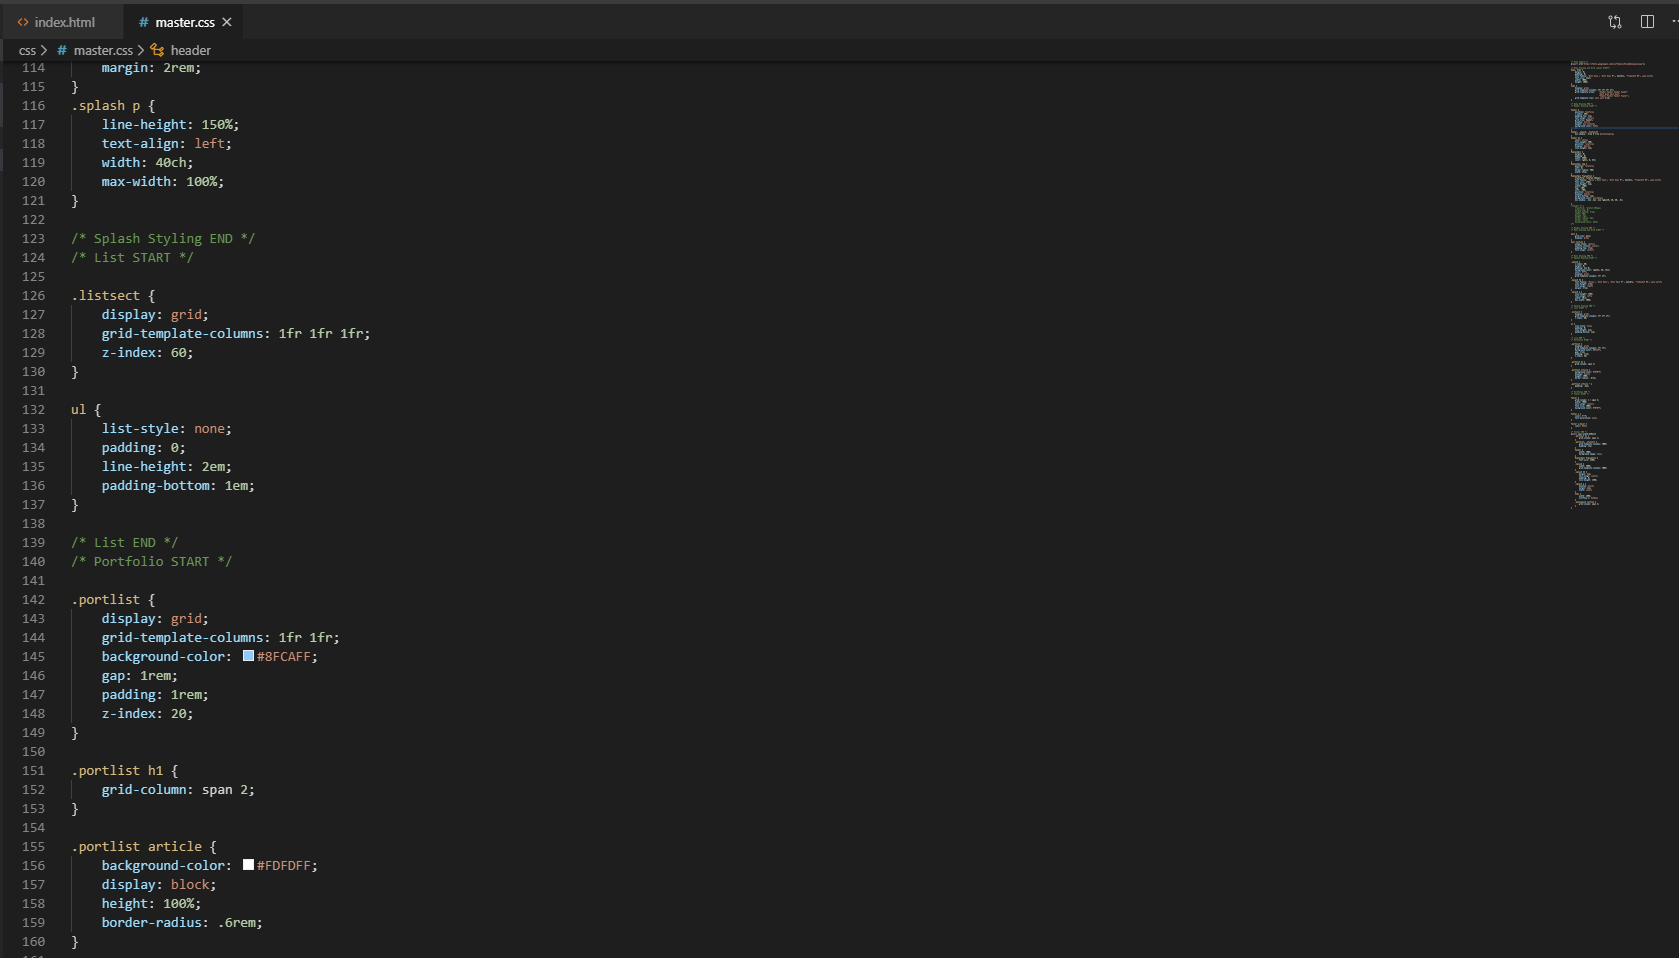 index.html
master.css
css > master.css > header
114 margin: 2rem;
115 }
116 .splash p {
117 line-height: 150%;
118 text-align: left;
119 width: 40ch;
120 max-width: 100%;
121 }
122
123 /* Splash Styling END */
124 /* List START */
125
126 .listsect {
127 display: grid;
128 grid-template-columns: 1fr 1fr 1fr;
129 z-index: 60;
130 }
131
132 ul {
133 list-style: none;
134 padding: 0;
135 line-height: 2em;
136 padding-bottom: 1em;
137 }
138
139 /* List END */
140 /* Portfolio START */
141
142 .portlist {
143 display: grid;
144 grid-template-columns: 1fr 1fr;
145 background-color: #8FCAFF;
146 gap: 1rem;
147 padding: 1rem;
148 z-index: 20;
149 }
150
151 .portlist h1 {
152 grid-column: span 2;
153 }
154
155 .portlist article {
156 background-color: #FDFDFF;
157 display: block;
158 height: 100%;
159 border-radius: .6rem;
160 }